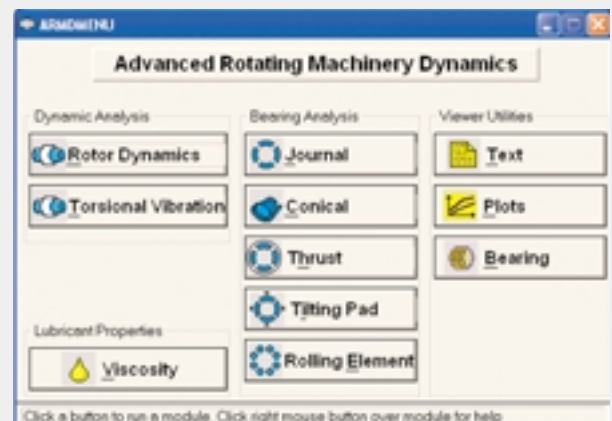 ARMDMENU
Advanced Rotating Machinery Dynamics
Dynamic Analysis
Rotor Dynamics
Torsional Vibration
Lubricant Properties
Viscosity
Bearing Analysis
Journal
Conical
Thrust
Tilting Pad
Rolling Element
Viewer Utilities
Text
Plots
Bearing
Click a button to run a module. Click right mouse button over module for help